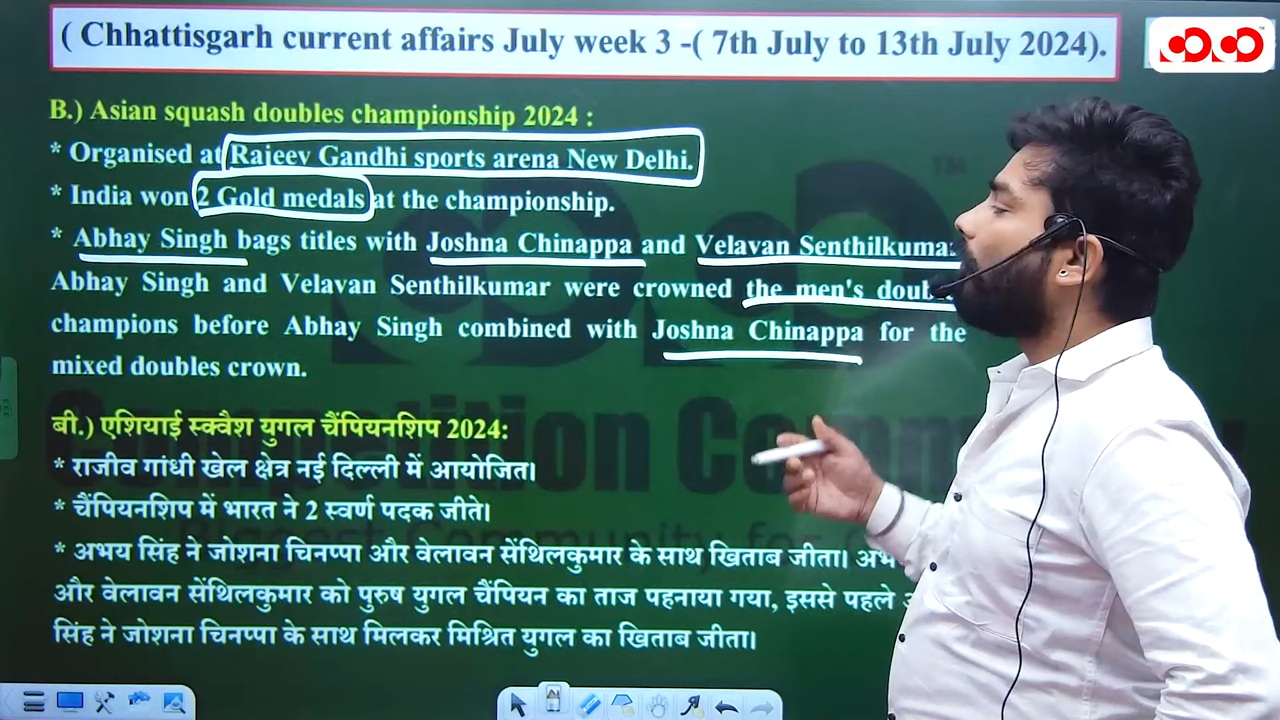 ( Chhattisgarh current affairs July week 3 -( 7th July to 13th July 2024).
B.) Asian squash doubles championship 2024 :
* Organised at Rajeev Gandhi sports arena New Delhi.
* India won 2 Gold medals at the championship.
* Abhay Singh bags titles with Joshna Chinappa and Velavan Senthilkumar
Abhay Singh and Velavan Senthilkumar were crowned the men's
champions before Abhay Singh combined with Joshna Chinappa for the
mixed doubles crown.
बी.) एशियाई स्क्वैश युगल चैंपियनशिप 2024:
* राजीव गांधी खेल क्षेत्र नई दिल्ली में आयोजित।
* चैंपियनशिप में भारत ने 2 स्वर्ण पदक जीते।
* अभय सिंह ने जोशना चिनप्पा और वेलावन सेंथिलकुमार के साथ खिताब जीता।
और वेलावन सेंथिलकुमार को पुरुष युगल चैंपियन का ताज पहनाया गया, इससे पहले
सिंह ने जोशना चिनप्पा के साथ मिलकर मिश्रित युगल का खिताब जीता।